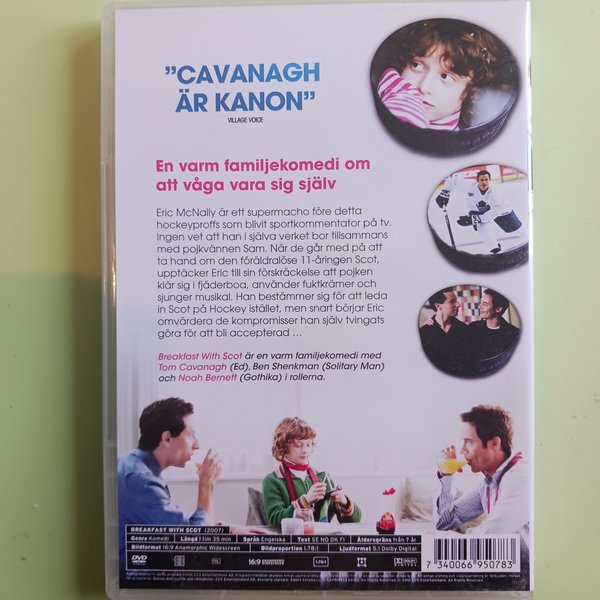 ”CAVANAGH
ÄR KANON”
VILLAGE VOICE
En varm familjekomedi om
att våga vara sig själv
Eric McNally är ett supermacho före detta
hockeyproffs som blivit sportkommentator på tv.
Ingen vet att han i själva verket bor tillsammans
med pojkvännen Sam. När de går med på att
ta hand om den föräldralöse 11-åringen Scot,
upptäcker Eric till sin förskräckelse att pojken
klär sig i fjäderboa, använder fuktkrämer och
sjunger musikal. Han bestämmer sig för att leda
in Scot på Hockey istället, men snart börjar Eric
omvärdera de kompromisser han själv tvingats
göra för att bli accepterad ...
Breakfast With Scot är en varm familjekomedi med
Tom Cavanagh (Ed), Ben Shenkman (Solitary Man)
och Noah Bernett (Gothika) i rollerna.
BREAKFAST WITH SCOT (2007)
Genre Komedi Längd 1 tim 35 min Språk Engelska Text SE NO DK FI Åldersgräns från 7 år
Bildformat 16:9 Anamorphic Widescreen Bildproportion 1.78:1 Ljudformat 5.1 Dolby Digital
DVD 16:9 1.78:1
7 340066 950783